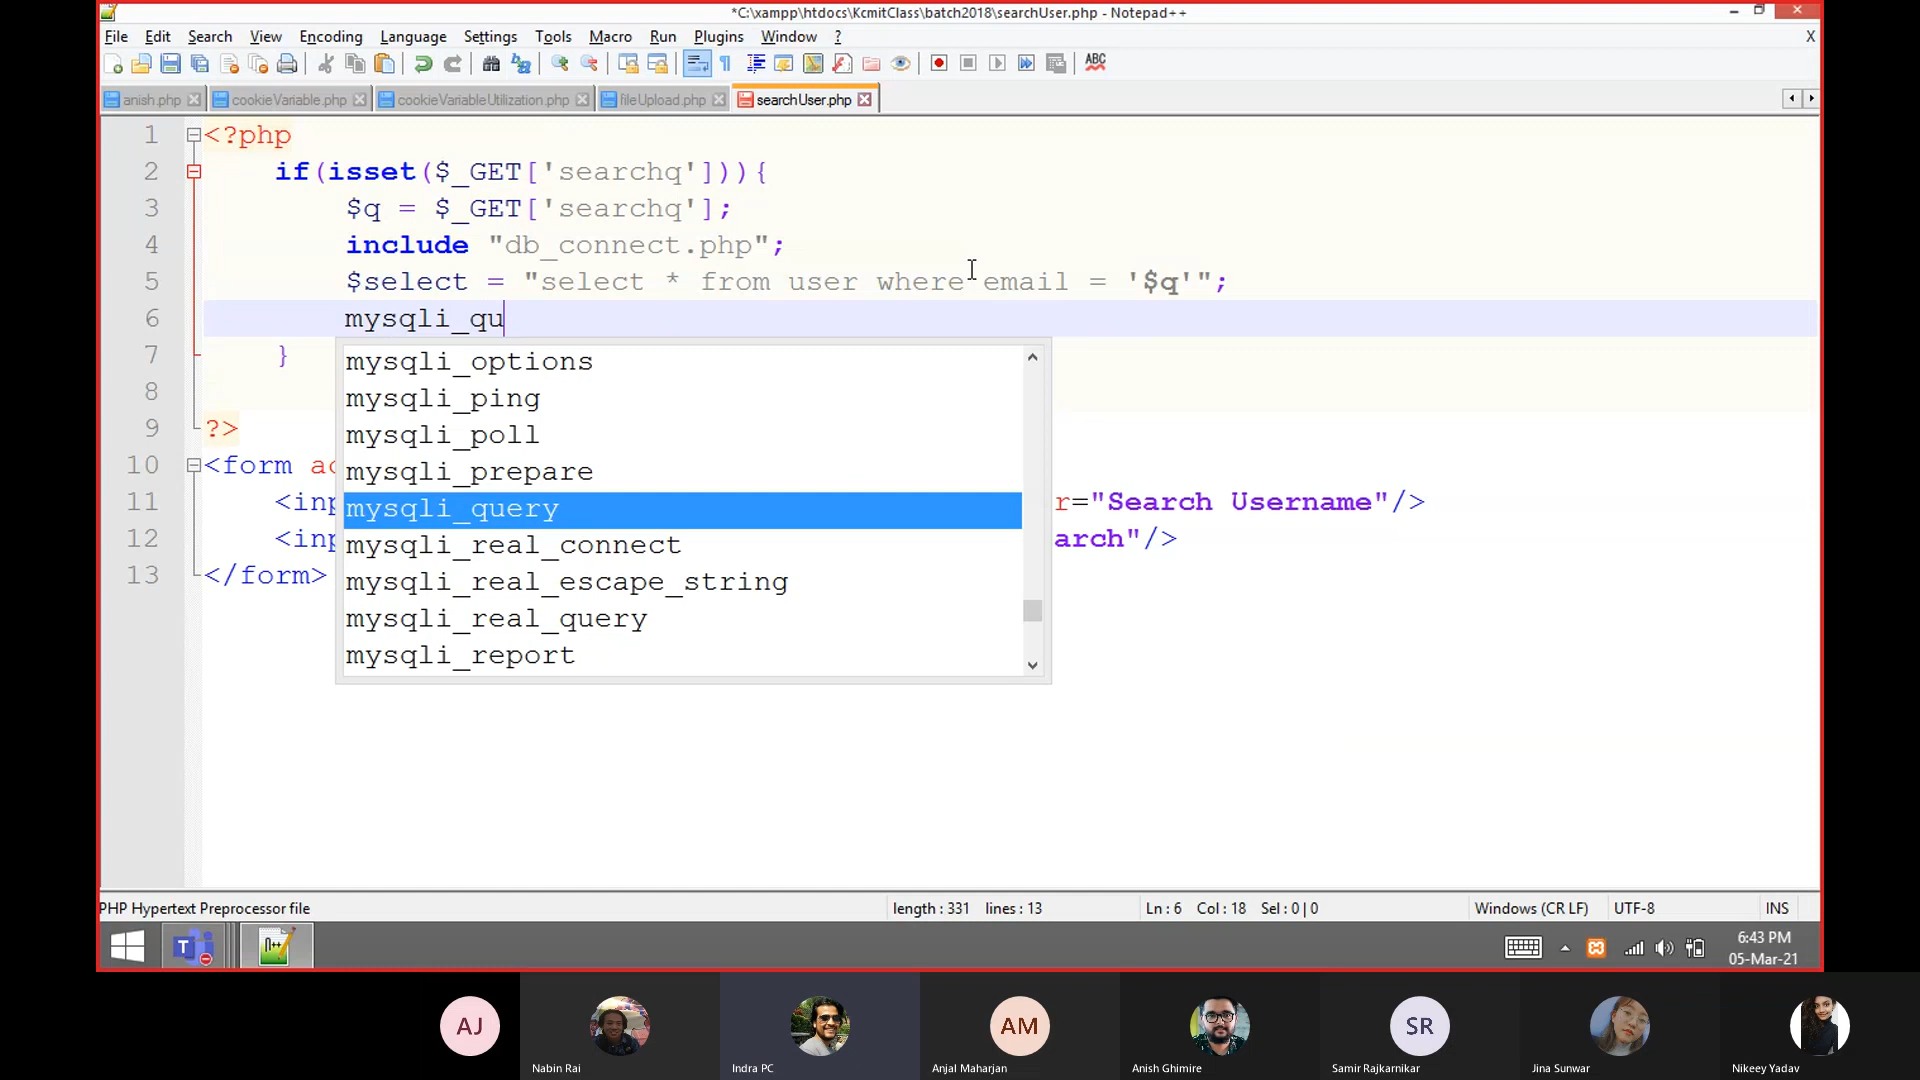 *C:\xampp\htdocs\KcmitClass\batch2018\searchUser.php - Notepad++
File Edit Search View Encoding Language Settings Tools Macro Run Plugins Window ? X
ABC
anish.php cookieVariable.php cookieVariableUtilization.php fileUpload.php searchUser.php
1 <?php
2 if(isset($_GET['searchq'])){
3 $q = $_GET['searchq'];
4 include "db_connect.php";
5 $select = "select * from user where email = '$q'";
6 mysqli_qu
7 }
8
9 ?>
10 <form ac
11 <inp r="Search Username"/>
12 <inp arch"/>
13 </form>
mysqli_options
mysqli_ping
mysqli_poll
mysqli_prepare
mysqli_query
mysqli_real_connect
mysqli_real_escape_string
mysqli_real_query
mysqli_report
PHP Hypertext Preprocessor file length : 331 lines : 13 Ln : 6 Col : 18 Sel : 0 | 0 Windows (CR LF) UTF-8 INS
6:43 PM
05-Mar-21
AJ AM SR
Nabin Rai Indra PC Anjal Maharjan Anish Ghimire Samir Rajkarnikar Jina Sunwar Nikeey Yadav